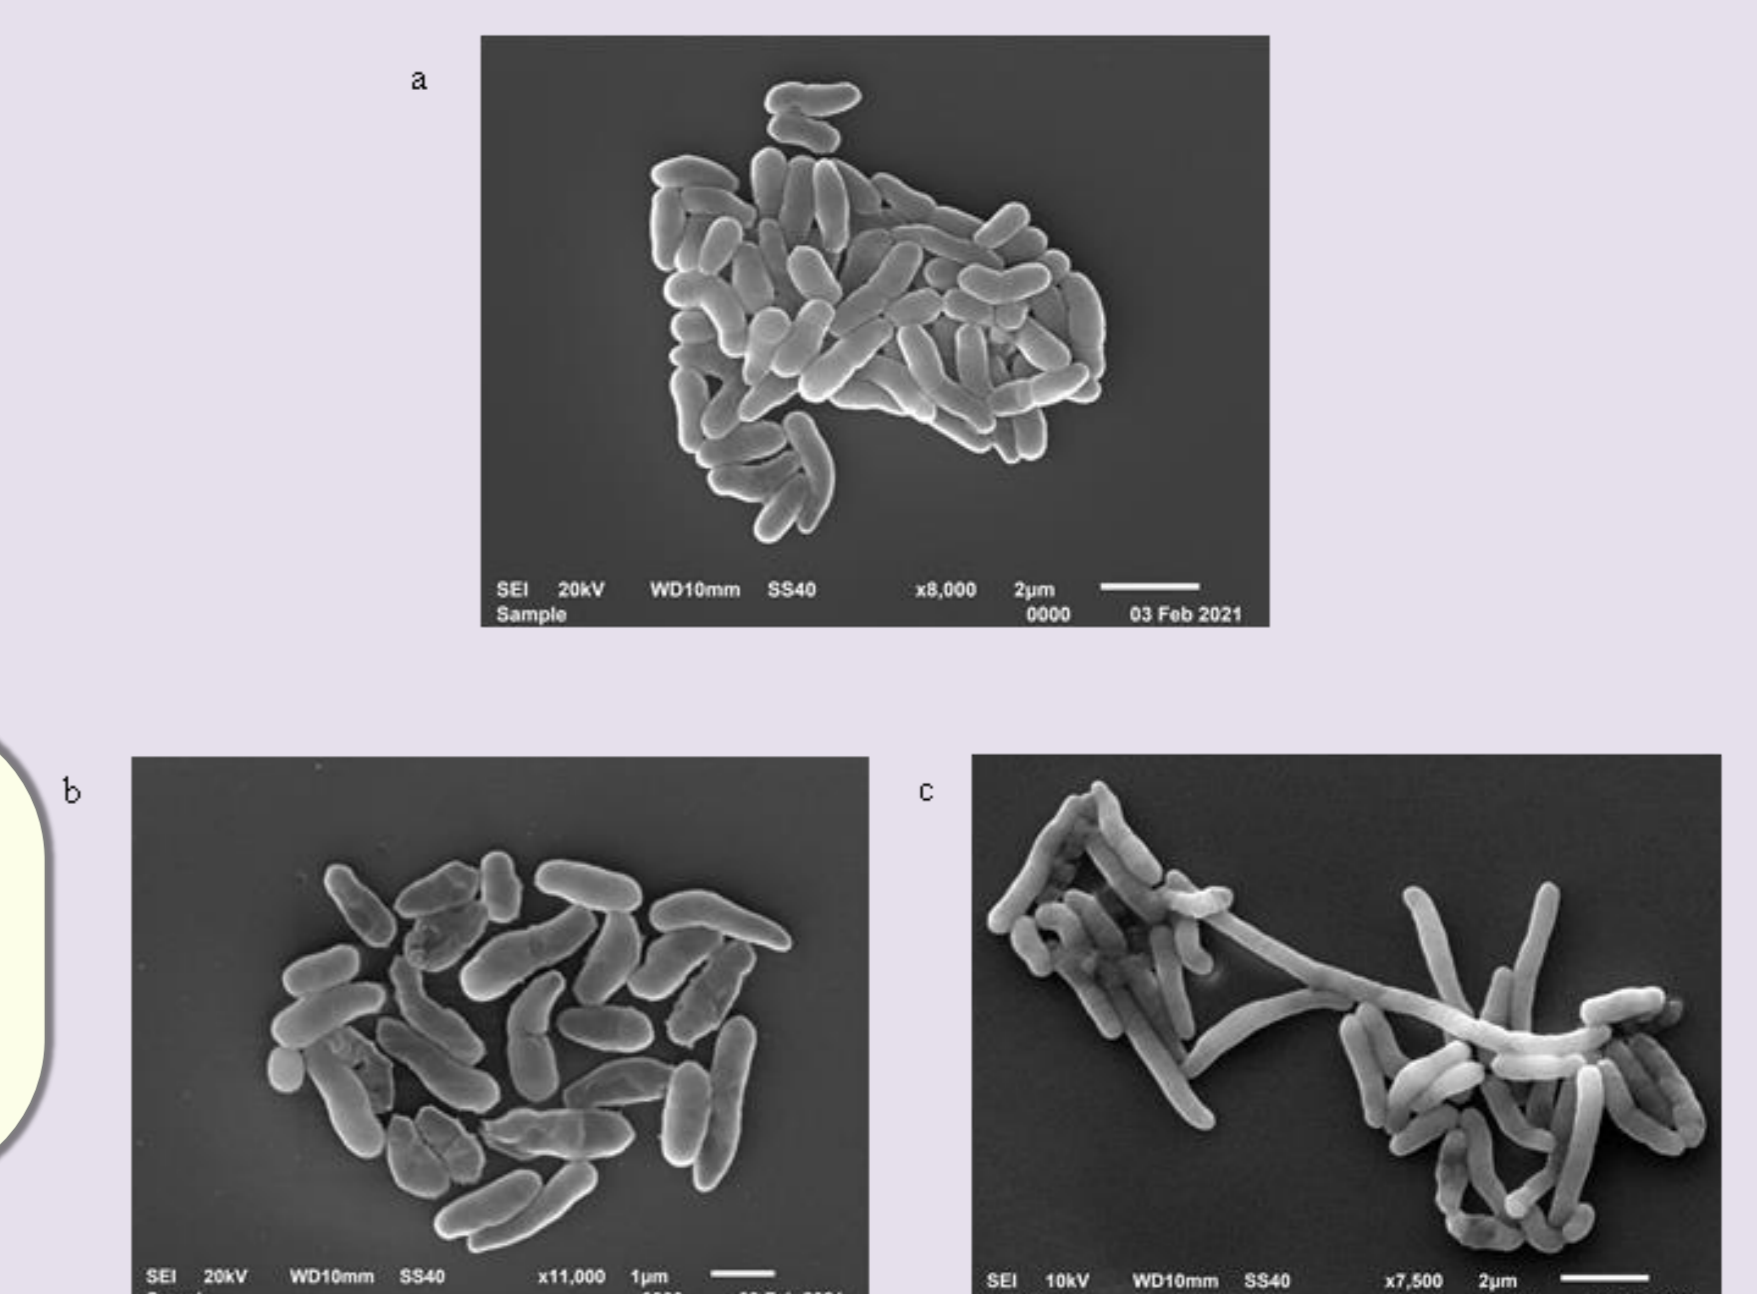 a
SEI 20kV WD10mm SS40 x8,000 2µm
Sample 0000 03 Feb 2021
b
c
SEI 20kV WD10mm SS40 x11,000 1µm
SEI 10kV WD10mm SS40 x7,500 2µm